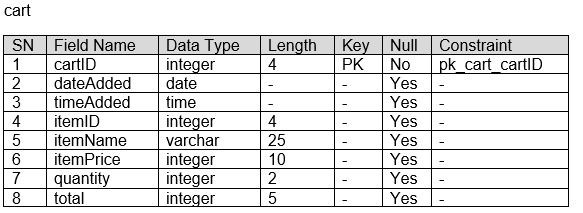 cart
SN Field Name Data Type Length Key Null Constraint
1 cartID integer 4 PK No pk_cart_cartID
2 dateAdded date - - Yes -
3 timeAdded time - - Yes -
4 itemID integer 4 - Yes -
5 itemName varchar 25 - Yes -
6 itemPrice integer 10 - Yes -
7 quantity integer 2 - Yes -
8 total integer 5 - Yes -